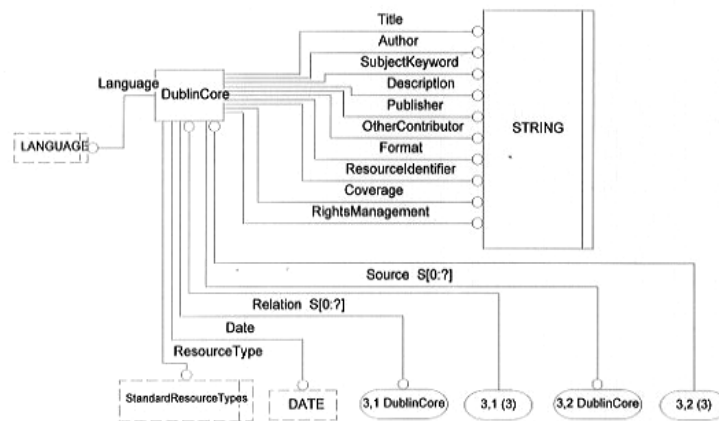 Title
Author
SubjectKeyword
Language
DublinCore
Description
Publisher
OtherContributor
STRING
LANGUAGE
Format
ResourceIdentifier
Coverage
RightsManagement
Source S[0:?]
Relation S[0:?]
Date
ResourceType
StandardResourceTypes
DATE
3,1 DublinCore
3,1 (3)
3,2 DublinCore
3,2 (3)